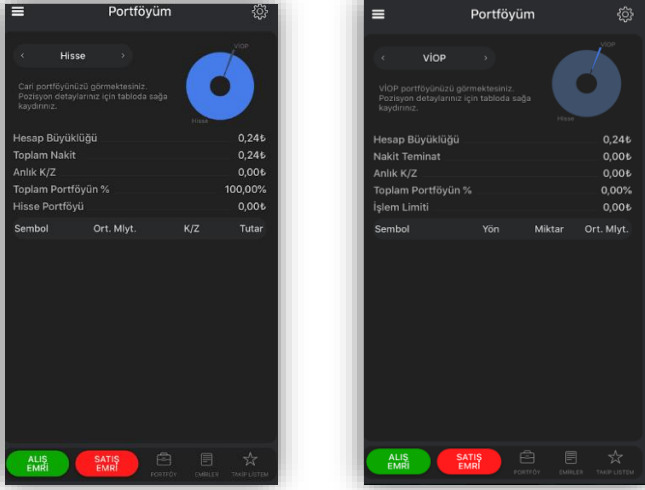 Portföyüm
Hisse
VİOP
Cari portföyünüzü görmektesiniz.
Pozisyon detaylarınız için tabloda sağa
kaydırınız.
Hisse
Hesap Büyüklüğü 0,24₺
Toplam Nakit 0,24₺
Anlık K/Z 0,00₺
Toplam Portföyün % 100,00%
Hisse Portföyü 0,00₺
Sembol Ort. Mlyt. K/Z Tutar
ALIŞ EMRİ
SATIŞ EMRİ
PORTFÖY
EMİRLER
TAKİP LİSTEM
Portföyüm
VİOP
VİOP
VİOP portföyünüzü görmektesiniz.
Pozisyon detaylarınız için tabloda sağa
kaydırınız.
Hisse
Hesap Büyüklüğü 0,24₺
Nakit Teminat 0,00₺
Anlık K/Z 0,00₺
Toplam Portföyün % 0,00%
İşlem Limiti 0,00₺
Sembol Yön Miktar Ort. Mlyt.
ALIŞ EMRİ
SATIŞ EMRİ
PORTFÖY
EMİRLER
TAKİP LİSTEM